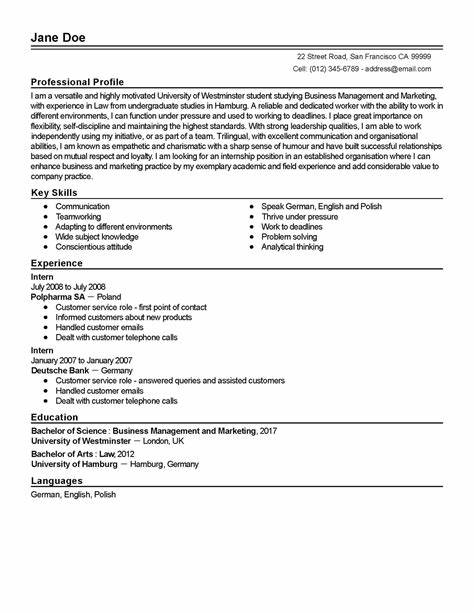 Jane Doe
22 Street Road, San Francisco CA 99999
Cell: (012) 345-6789 - address@email.com
Professional Profile
I am a versatile and highly motivated University of Westminster student studying Business Management and Marketing,
with experience in Law from undergraduate studies in Hamburg. A reliable and dedicated worker with the ability to work in
different environments, I can function under pressure and used to working to deadlines. I place great importance on
flexibility, self-discipline and maintaining the highest standards. With strong leadership qualities, I am able to work
independently, and also as part of a team. Trilingual, with excellent communication and organisational
abilities, I am known as empathetic and charismatic with a sharp sense of humour and have built successful relationships
based on mutual respect and loyalty. I am looking for an internship position in an established organisation where I can
enhance business and marketing practice by my exemplary academic and field experience and add considerable value to
company practice.
Key Skills
• Communication
• Teamworking
• Adapting to different environments
• Wide subject knowledge
• Conscientious attitude
• Speak German, English and Polish
• Thrive under pressure
• Work to deadlines
• Problem solving
• Analytical thinking
Experience
Intern
July 2008 to July 2008
Polpharma SA — Poland
• Customer service role - first point of contact
• Informed customers about new products
• Handled customer emails
• Dealt with customer telephone calls
Intern
January 2007 to January 2007
Deutsche Bank — Germany
• Customer service role - answered queries and assisted customers
• Handled customer emails
• Dealt with customer telephone calls
Education
Bachelor of Science : Business Management and Marketing, 2017
University of Westminster — London, UK
Bachelor of Arts : Law, 2012
University of Hamburg — Hamburg, Germany
Languages
German, English, Polish